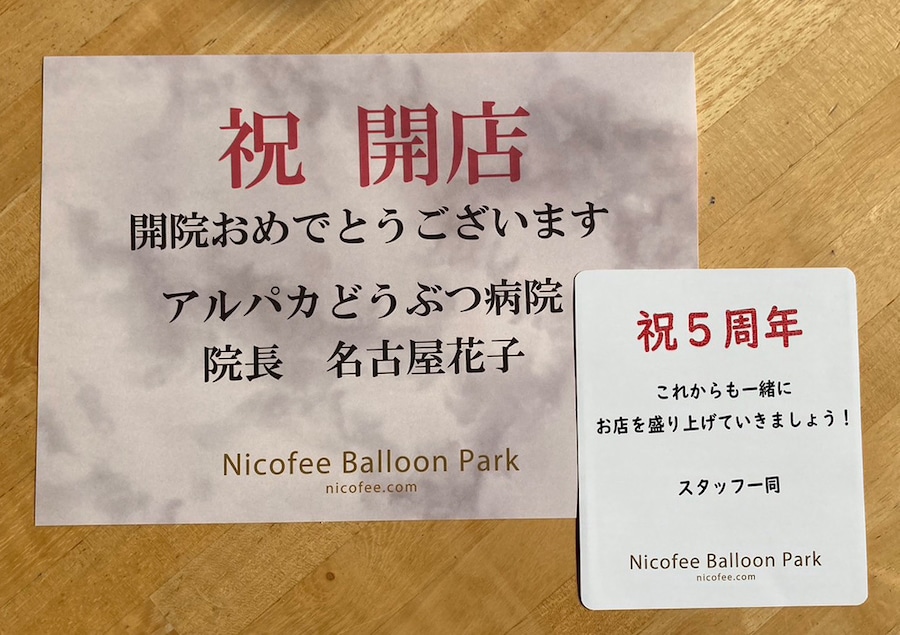 祝 開店
開院おめでとうございます
アルパカどうぶつ病院
院長 名古屋花子
Nicofee Balloon Park
nicofee.com
祝5周年
これからも一緒に
お店を盛り上げていきましょう!
スタッフ一同
Nicofee Balloon Park
nicofee.com